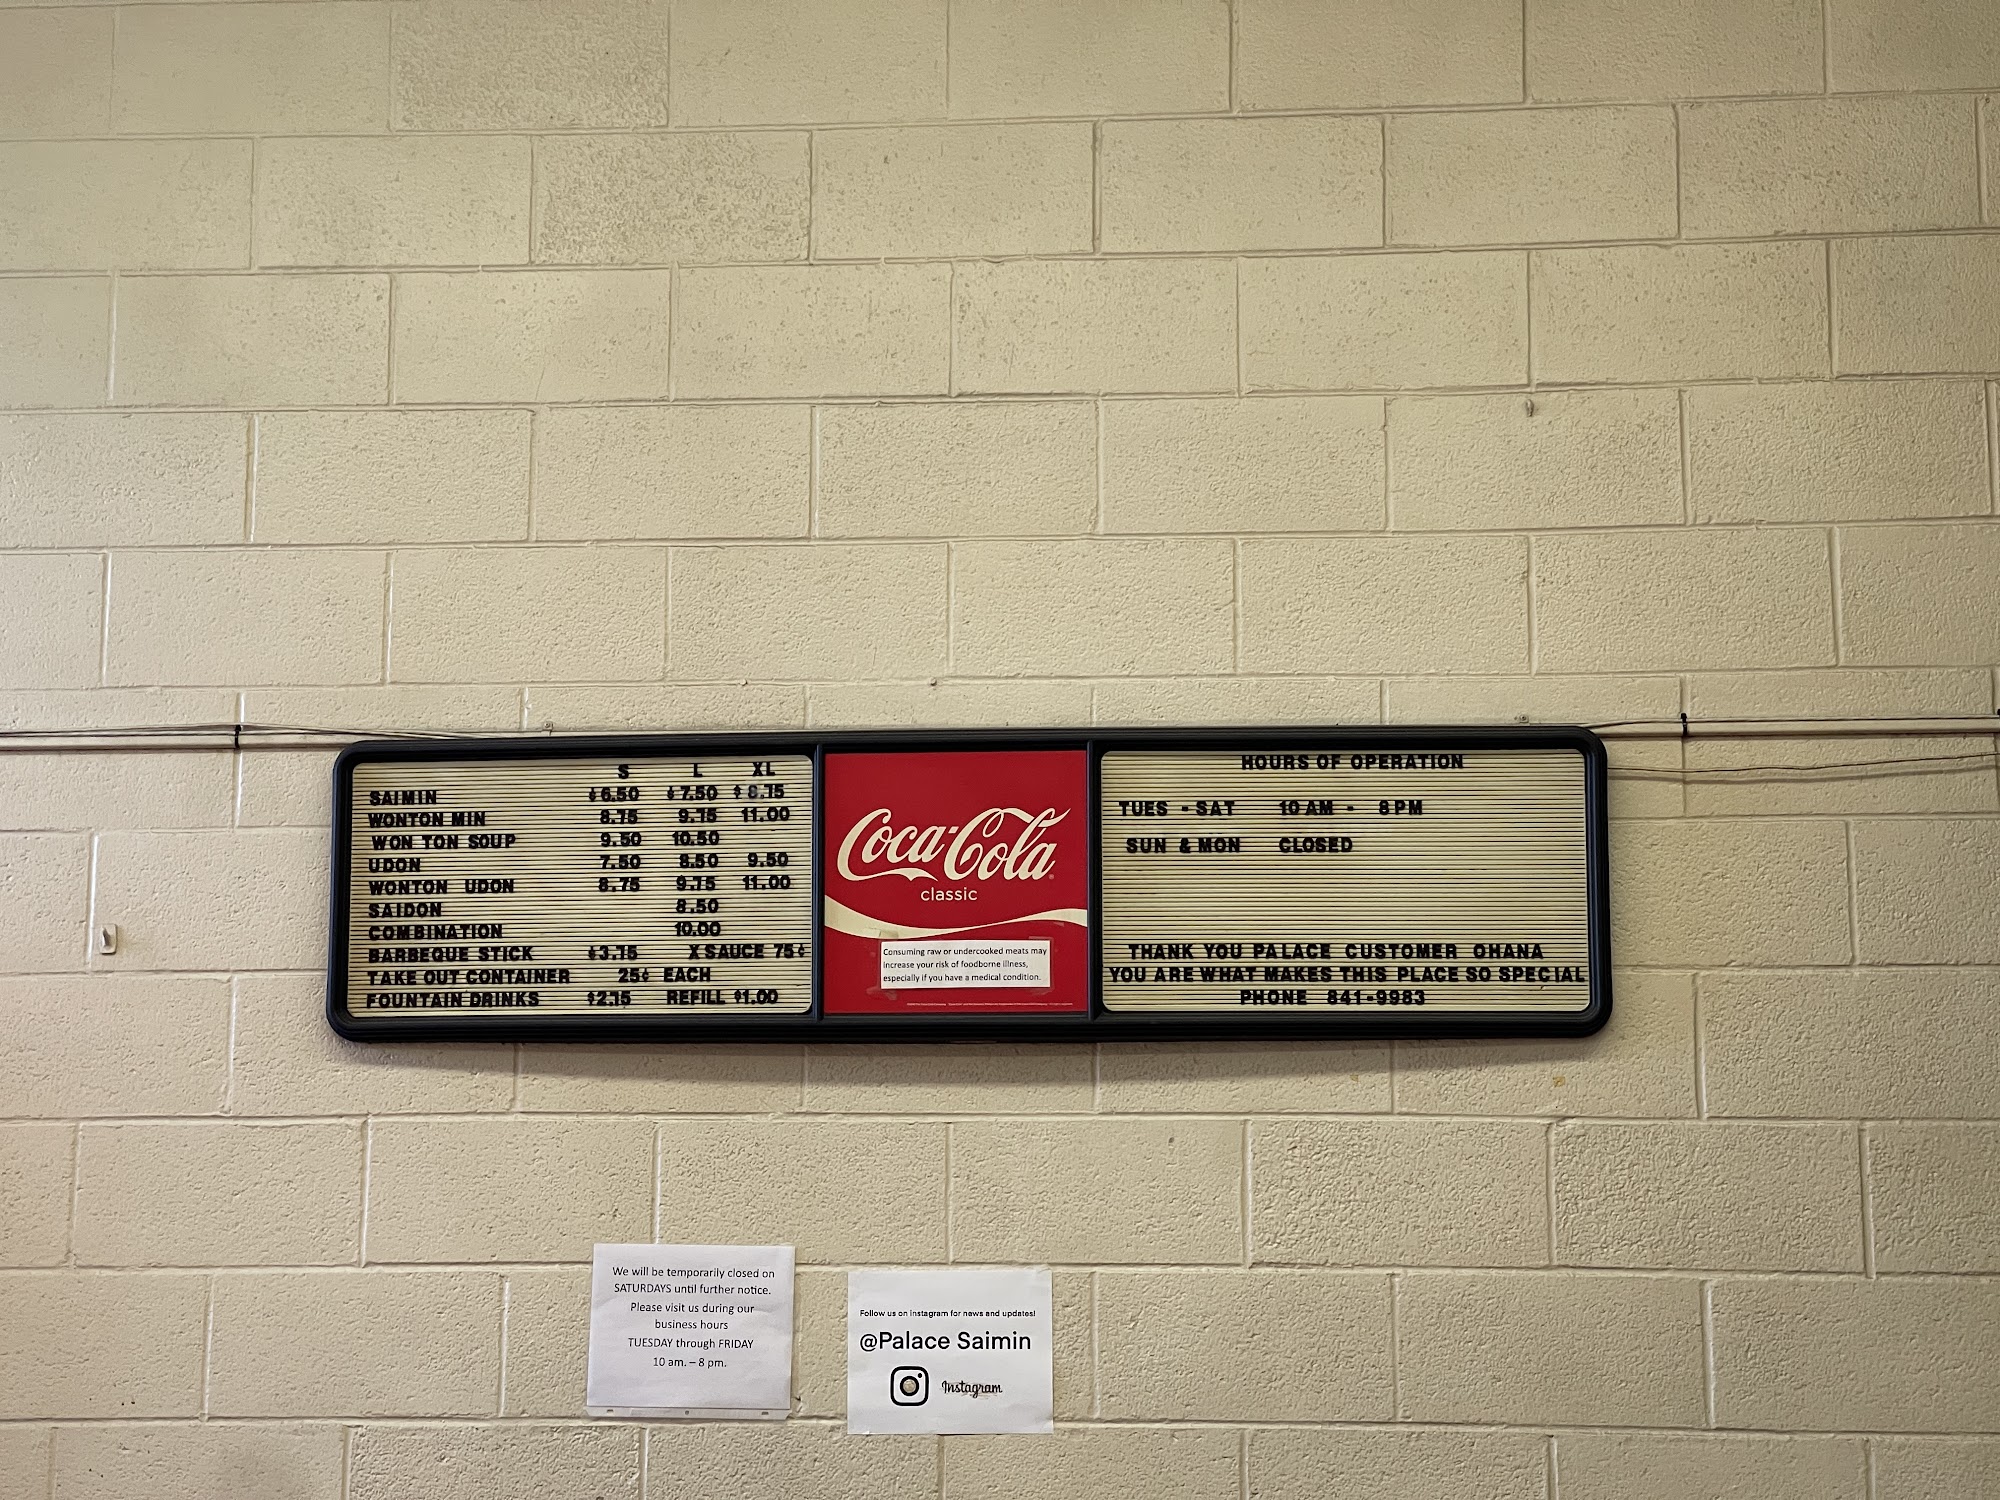 S L XL
SAIMIN $6.50 $7.50 $8.75
WONTON MIN 8.75 9.75 11.00
WON TON SOUP 9.50 10.50
UDON 7.50 8.50 9.50
WONTON UDON 8.75 9.75 11.00
SAIDON 8.50
COMBINATION 10.00
BARBEQUE STICK $3.75 X SAUCE 75¢
TAKE OUT CONTAINER 25¢ EACH
FOUNTAIN DRINKS $2.75 REFILL $1.00
Coca-Cola
classic
Consuming raw or undercooked meats may
increase your risk of foodborne illness,
especially if you have a medical condition.
HOURS OF OPERATION
TUES - SAT 10 AM - 8 PM
SUN & MON CLOSED
THANK YOU PALACE CUSTOMER OHANA
YOU ARE WHAT MAKES THIS PLACE SO SPECIAL
PHONE 841-9983
We will be temporarily closed on
SATURDAYS until further notice.
Please visit us during our
business hours
TUESDAY through FRIDAY
10 am. – 8 pm.
Follow us on instagram for news and updates!
@Palace Saimin
Instagram